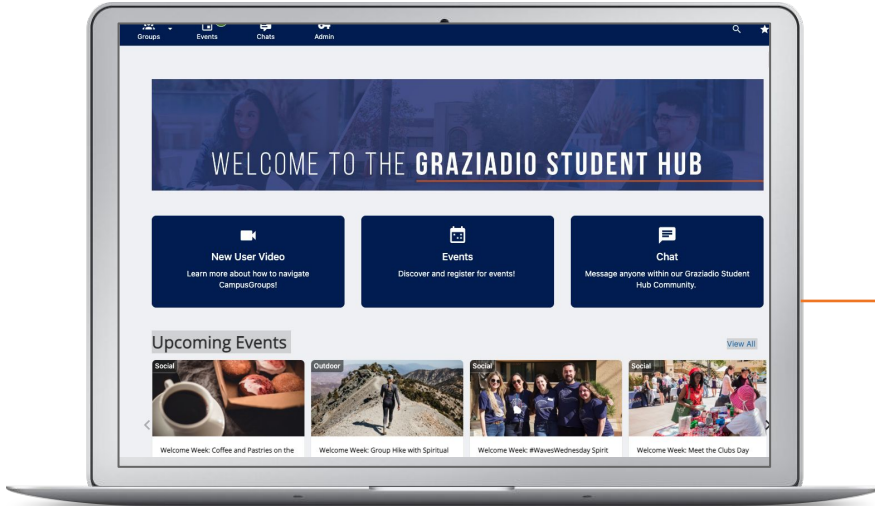 Groups
Events
Chats
Admin
WELCOME TO THE GRAZIADIO STUDENT HUB
New User Video
Learn more about how to navigate
CampusGroups!
Events
Discover and register for events!
Chat
Message anyone within our Graziadio Student
Hub Community.
Upcoming Events
View All
Social
Outdoor
Social
Social
Welcome Week: Coffee and Pastries on the
Welcome Week: Group Hike with Spiritual
Welcome Week: #WavesWednesday Spirit
Welcome Week: Meet the Clubs Day